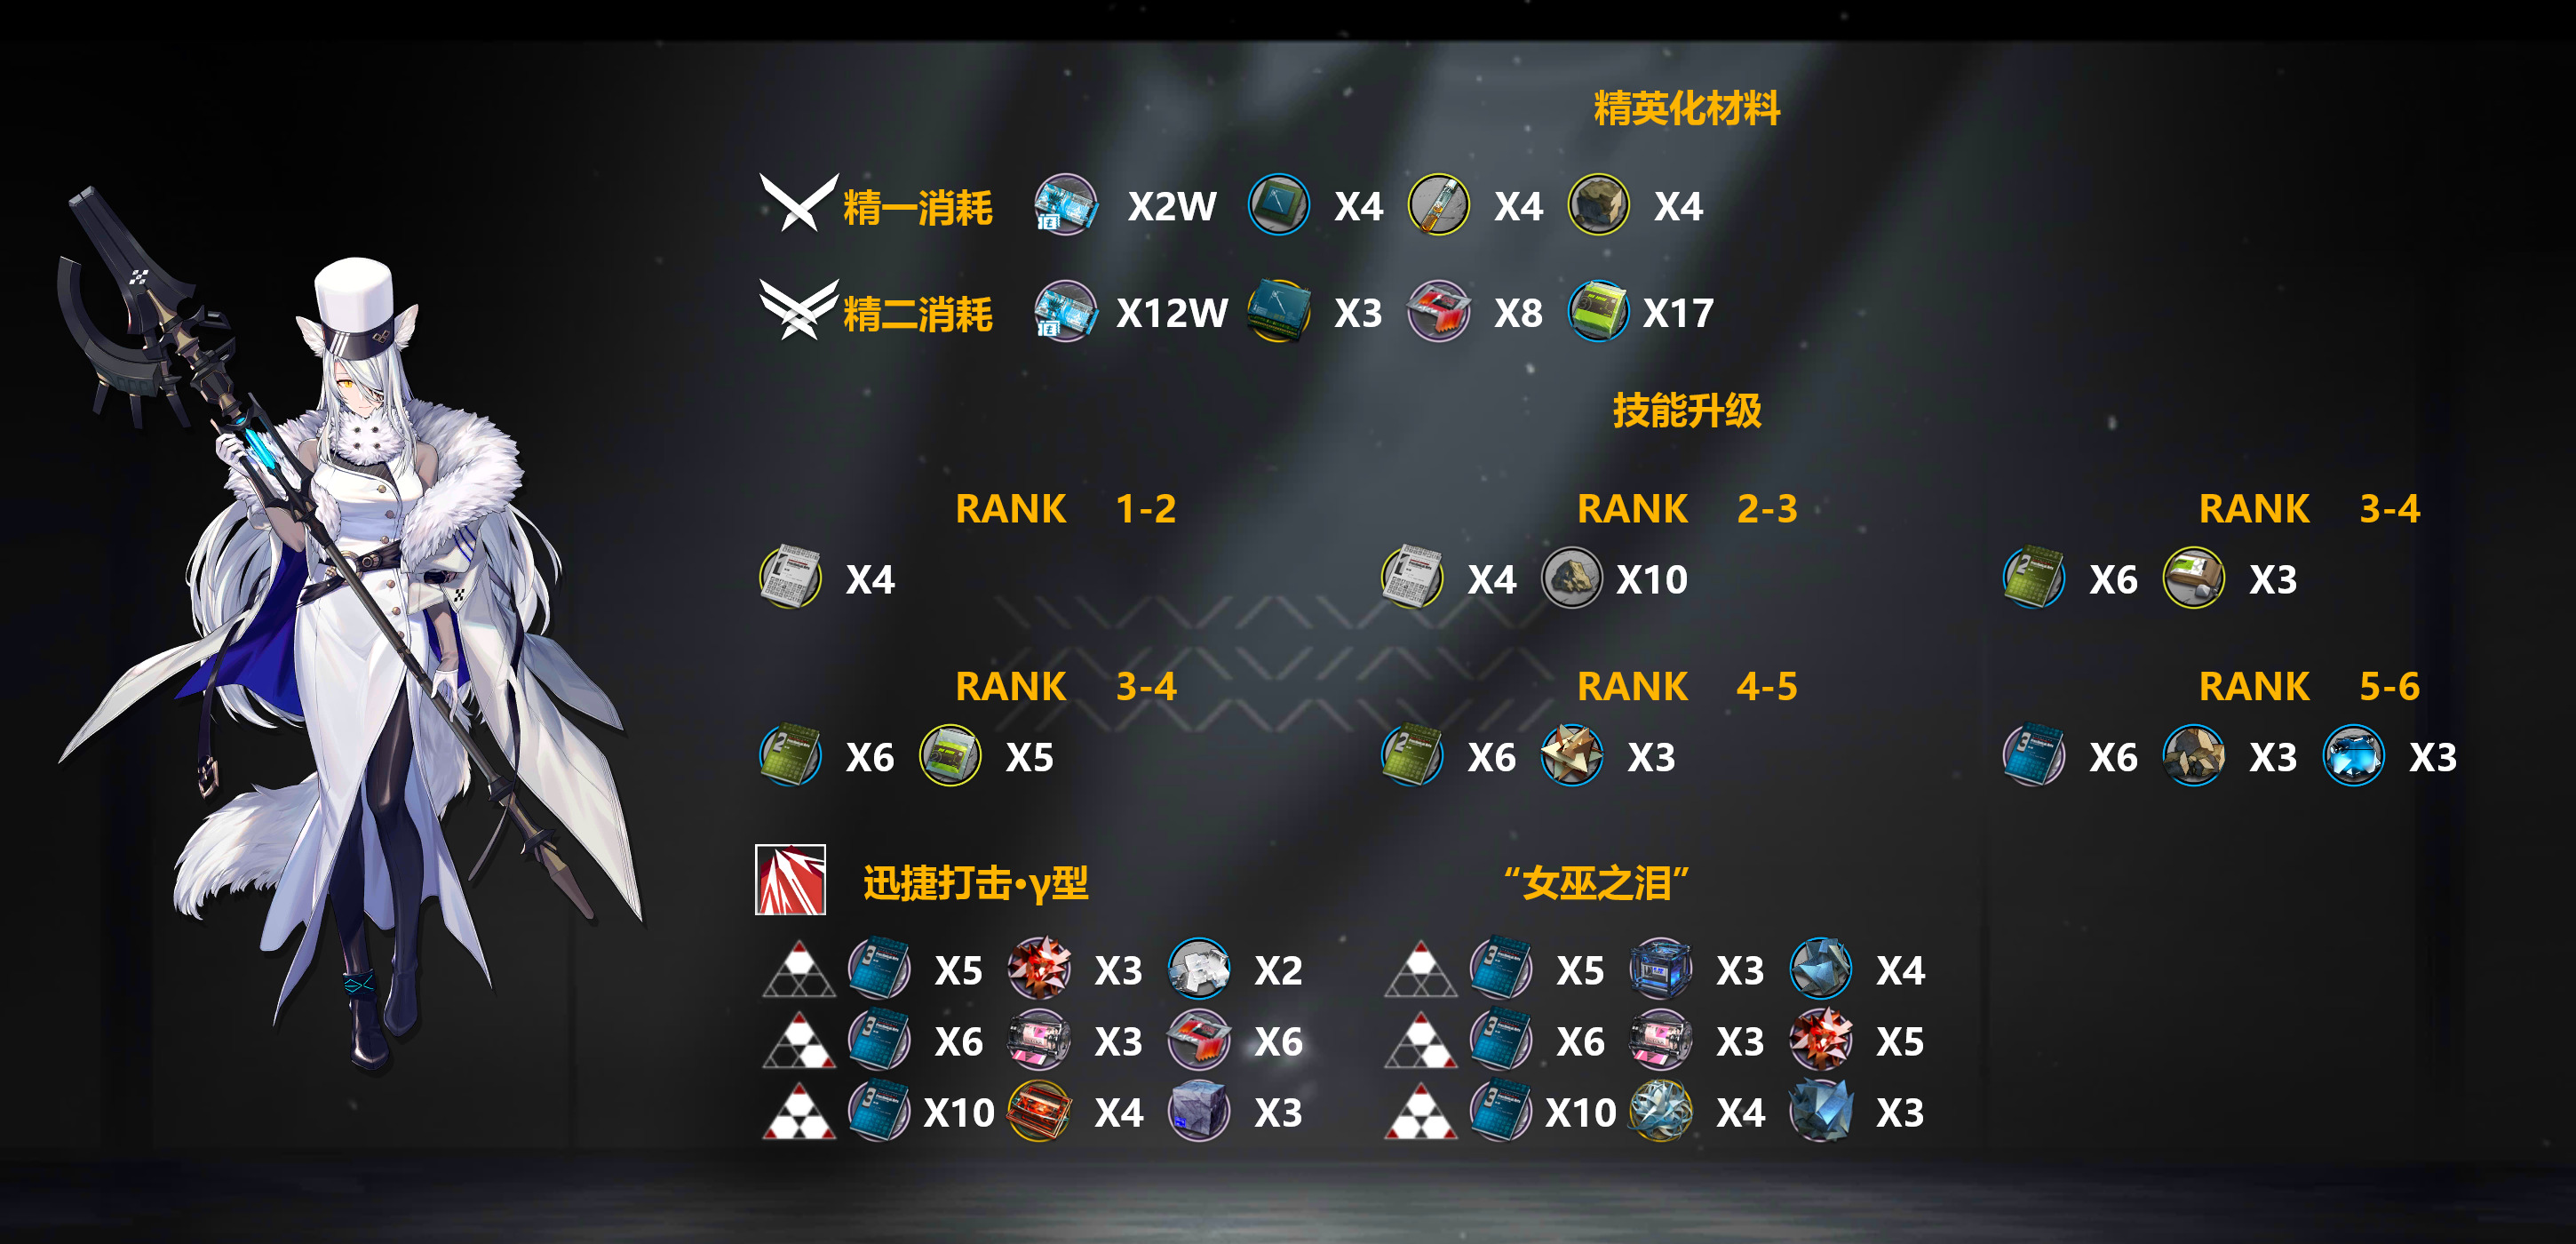 精英化材料
精一消耗 X2W X4 X4 X4
精二消耗 X12W X3 X8 X17
技能升级
RANK 1-2 RANK 2-3 RANK 3-4
X4 X4 X10 X6 X3
RANK 3-4 RANK 4-5 RANK 5-6
X6 X5 X6 X3 X6 X3 X3
迅捷打击·γ型 “女巫之泪”
X5 X3 X2 X5 X3 X4
X6 X3 X6 X6 X3 X5
X10 X4 X3 X10 X4 X3